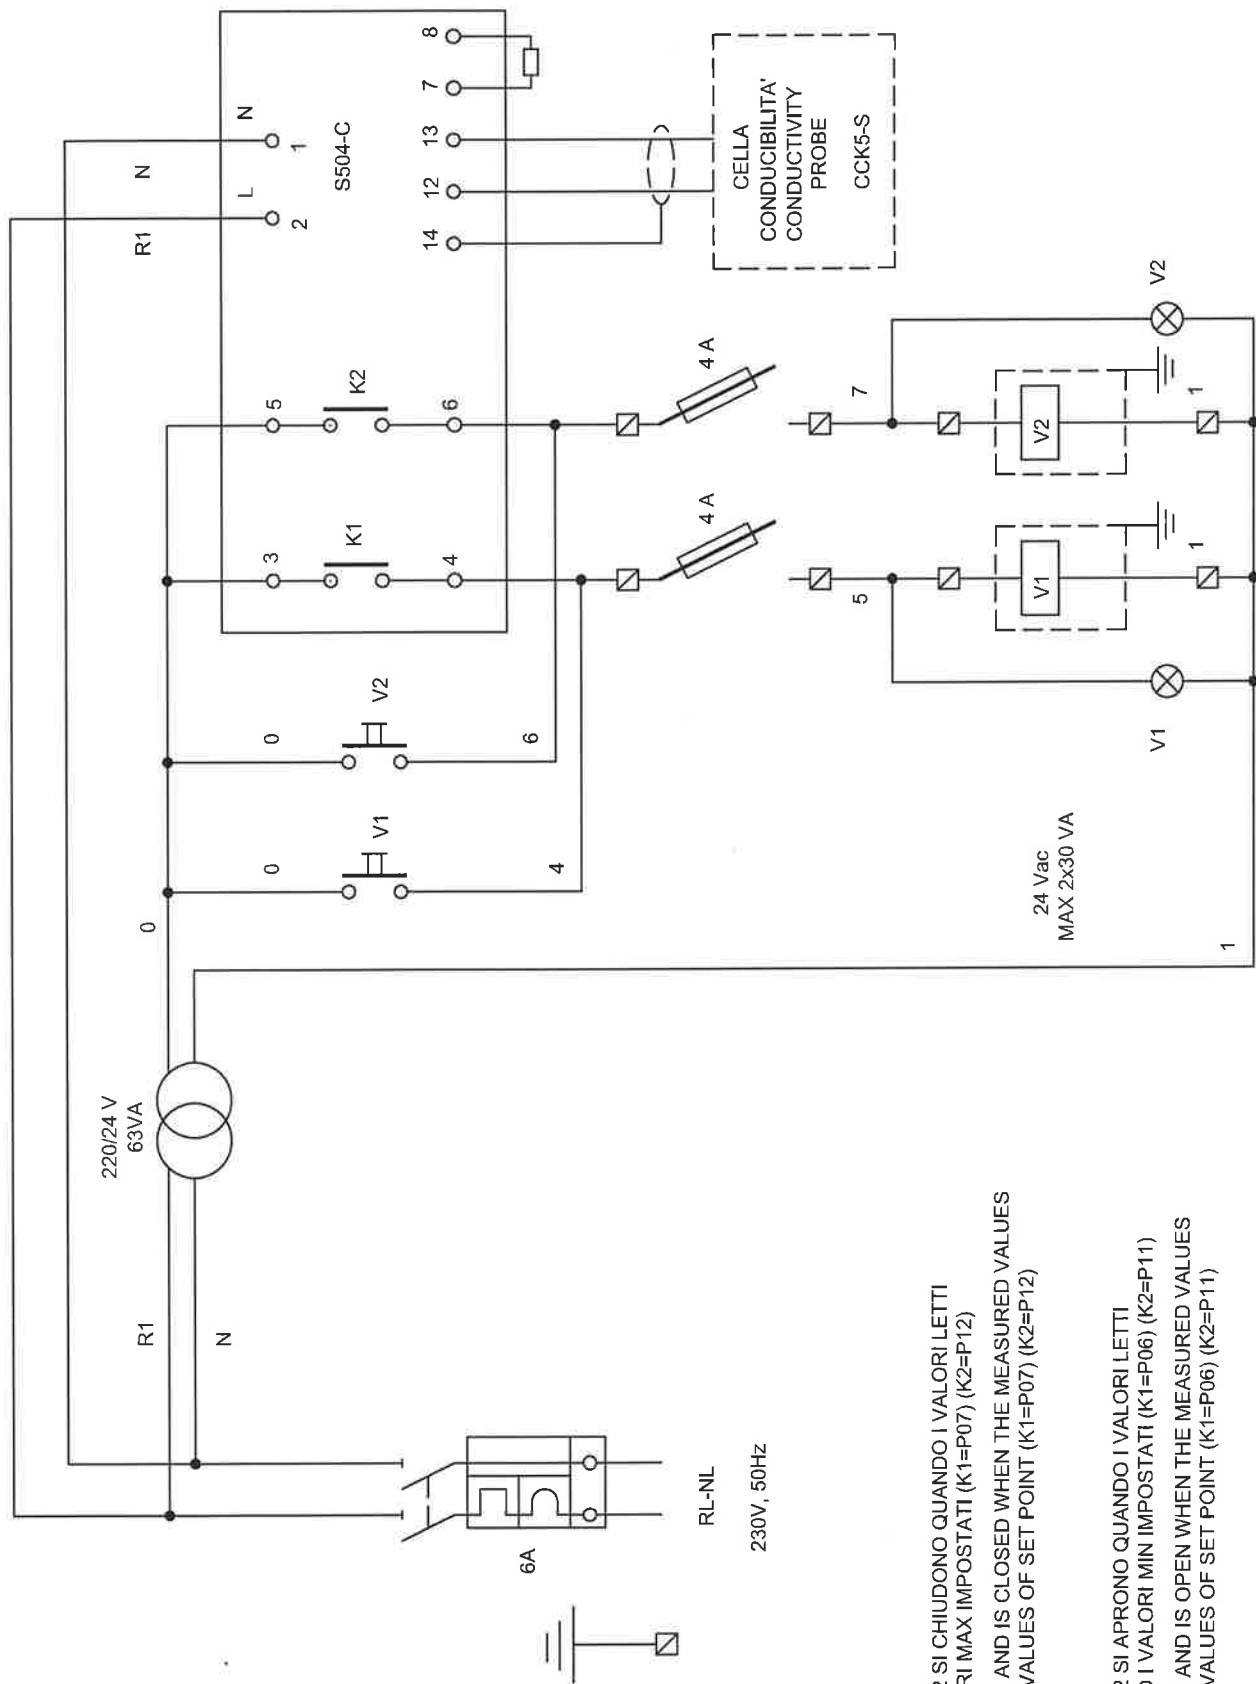 220/24 V
63VA
R1
0
R1
N
N
L
N
2
1
S504-C
0
0
3
5
V1
V2
K1
K2
4
6
14
12
13
7
8
4
6
6A
RL-NL
230V, 50Hz
4 A
4 A
CELLA
CONDUCIBILITA'
CONDUCTIVITY
PROBE
CCK5-S
5
7
24 Vac
MAX 2x30 VA
V1
V2
V1
V2
1
1
1
2 SI CHIUDONO QUANDO I VALORI LETTI
RI MAX IMPOSTATI (K1=P07) (K2=P12)
AND IS CLOSED WHEN THE MEASURED VALUES
VALUES OF SET POINT (K1=P07) (K2=P12)
2 SI APRONO QUANDO I VALORI LETTI
O I VALORI MIN IMPOSTATI (K1=P06) (K2=P11)
AND IS OPEN WHEN THE MEASURED VALUES
VALUES OF SET POINT (K1=P06) (K2=P11)